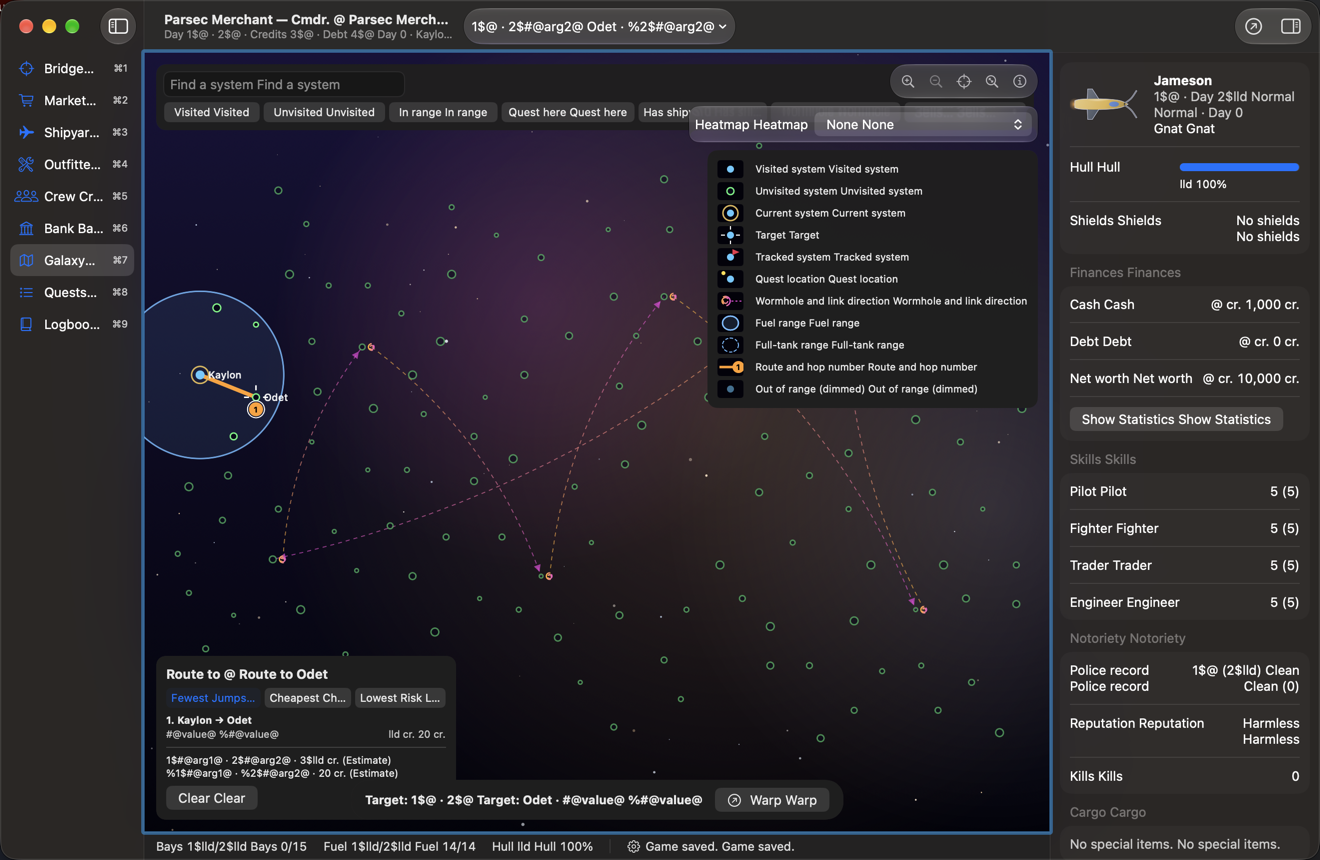 Parsec Merchant — Cmdr. @ Parsec Merch...
Day 1$@ · 2$@ · Credits 3$@ · Debt 4$@ Day 0 · Kaylo...
1$@ · 2$#@arg2@ Odet · %2$#@arg2@
Bridge... ⌘1
Market... ⌘2
Shipyar... ⌘3
Outfitte... ⌘4
Crew Cr... ⌘5
Bank Ba... ⌘6
Galaxy... ⌘7
Quests... ⌘8
Logboo... ⌘9
Find a system Find a system
Visited Visited
Unvisited Unvisited
In range In range
Quest here Quest here
Has ship
Heatmap Heatmap
None None
Visited system Visited system
Unvisited system Unvisited system
Current system Current system
Target Target
Tracked system Tracked system
Quest location Quest location
Wormhole and link direction Wormhole and link direction
Fuel range Fuel range
Full-tank range Full-tank range
1 Route and hop number Route and hop number
Out of range (dimmed) Out of range (dimmed)
Kaylon
Odet
1
Route to @ Route to Odet
Fewest Jumps...
Cheapest Ch...
Lowest Risk L...
1. Kaylon → Odet
#@value@ %#@value@ lld cr. 20 cr.
1$#@arg1@ · 2$#@arg2@ · 3$lld cr. (Estimate)
%1$#@arg1@ · %2$#@arg2@ · 20 cr. (Estimate)
Clear Clear
Target: 1$@ · 2$@ Target: Odet · #@value@ %#@value@
Warp Warp
Bays 1$lld/2$lld Bays 0/15
Fuel 1$lld/2$lld Fuel 14/14
Hull lld Hull 100%
Game saved. Game saved.
Jameson
1$@ · Day 2$lld Normal
Normal · Day 0
Gnat Gnat
Hull Hull
lld 100%
Shields Shields No shields
No shields
Finances Finances
Cash Cash @ cr. 1,000 cr.
Debt Debt @ cr. 0 cr.
Net worth Net worth @ cr. 10,000 cr.
Show Statistics Show Statistics
Skills Skills
Pilot Pilot 5 (5)
Fighter Fighter 5 (5)
Trader Trader 5 (5)
Engineer Engineer 5 (5)
Notoriety Notoriety
Police record 1$@ (2$lld) Clean
Police record Clean (0)
Reputation Reputation Harmless
Harmless
Kills Kills 0
Cargo Cargo
No special items. No special items.